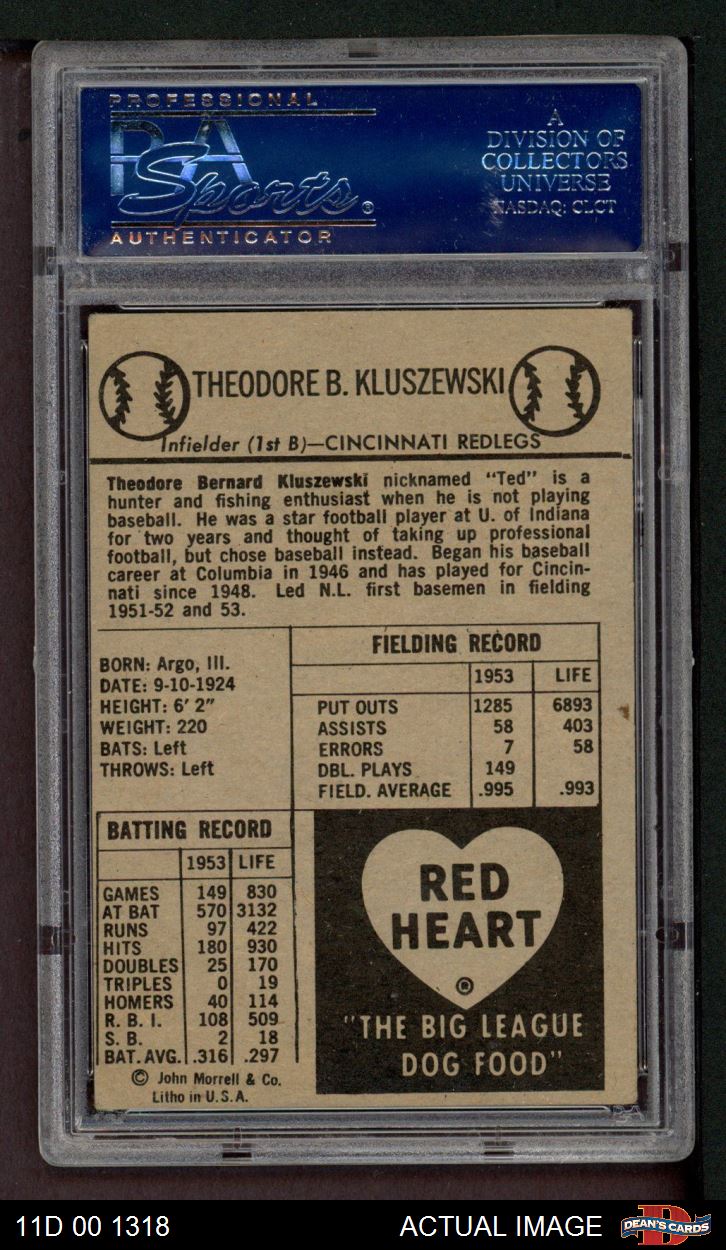 PROFESSIONAL
PSA
Sports®
AUTHENTICATOR
A
DIVISION OF
COLLECTORS
UNIVERSE
NASDAQ: CLCT
THEODORE B. KLUSZEWSKI
Infielder (1st B)—CINCINNATI REDLEGS
Theodore Bernard Kluszewski nicknamed "Ted" is a
hunter and fishing enthusiast when he is not playing
baseball. He was a star football player at U. of Indiana
for two years and thought of taking up professional
football, but chose baseball instead. Began his baseball
career at Columbia in 1946 and has played for Cincin-
nati since 1948. Led N.L. first basemen in fielding
1951-52 and 53.
BORN: Argo, Ill.
DATE: 9-10-1924
HEIGHT: 6' 2"
WEIGHT: 220
BATS: Left
THROWS: Left
FIELDING RECORD
1953 LIFE
PUT OUTS 1285 6893
ASSISTS 58 403
ERRORS 7 58
DBL. PLAYS 149
FIELD. AVERAGE .995 .993
BATTING RECORD
1953 LIFE
GAMES 149 830
AT BAT 570 3132
RUNS 97 422
HITS 180 930
DOUBLES 25 170
TRIPLES 0 19
HOMERS 40 114
R. B. I. 108 509
S. B. 2 18
BAT. AVG. .316 .297
© John Morrell & Co.
Litho in U.S.A.
RED
HEART
®
"THE BIG LEAGUE
DOG FOOD"
11D 00 1318
ACTUAL IMAGE
DEAN'S CARDS